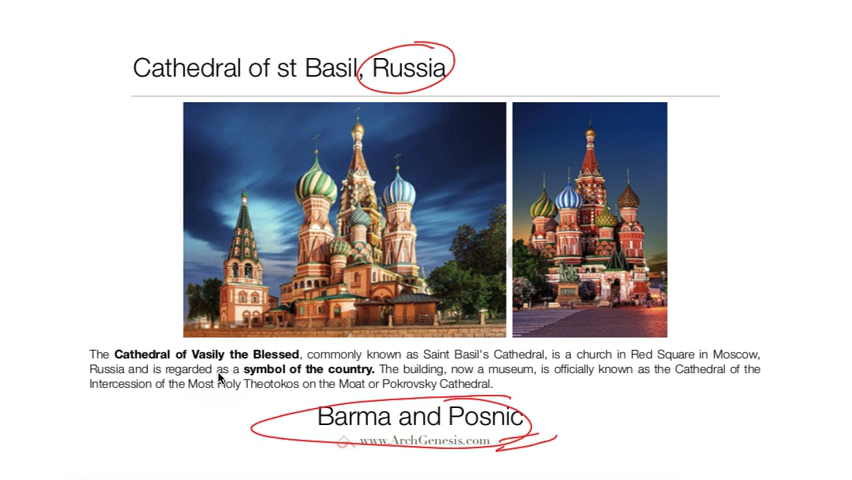 Cathedral of st Basil, Russia
The Cathedral of Vasily the Blessed, commonly known as Saint Basil's Cathedral, is a church in Red Square in Moscow,
Russia and is regarded as a symbol of the country. The building, now a museum, is officially known as the Cathedral of the
Intercession of the Most Holy Theotokos on the Moat or Pokrovsky Cathedral.
Barma and Posnic
www.ArchGenesis.com